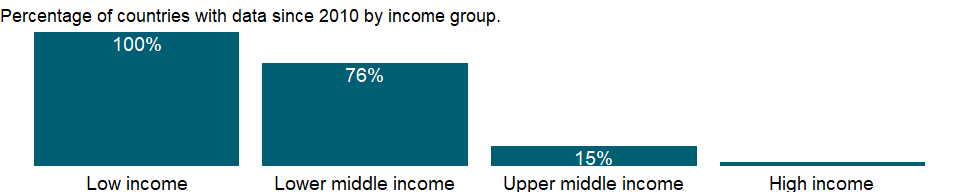 Percentage of countries with data since 2010 by income group.
100%
76%
15%
Low income
Lower middle income
Upper middle income
High income